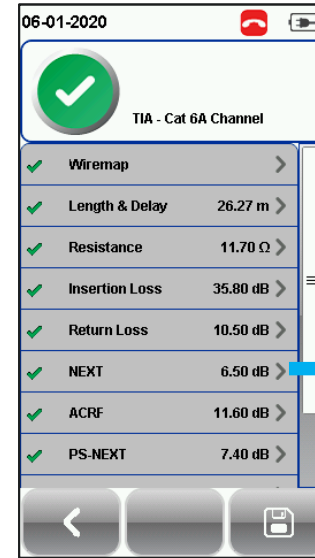 06-01-2020
TIA - Cat 6A Channel
Wiremap
Length & Delay 26.27 m
Resistance 11.70 Ω
Insertion Loss 35.80 dB
Return Loss 10.50 dB
NEXT 6.50 dB
ACRF 11.60 dB
PS-NEXT 7.40 dB